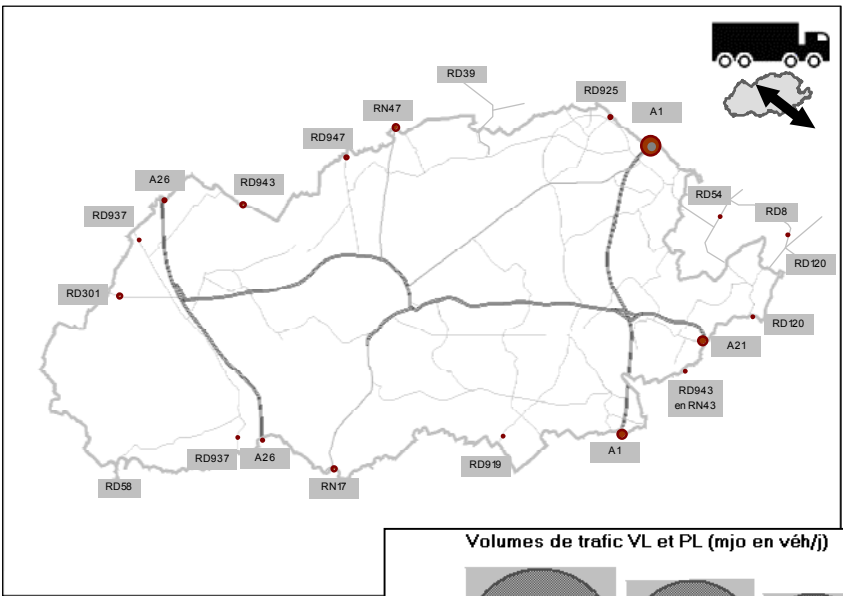 RD39
RD925
A1
RN47
RD947
A26
RD943
RD937
RD54
RD8
RD120
RD301
RD120
A21
RD943
en RN43
A1
RD919
RD937
A26
RN17
RD58
Volumes de trafic VL et PL (mjo en véh/j)